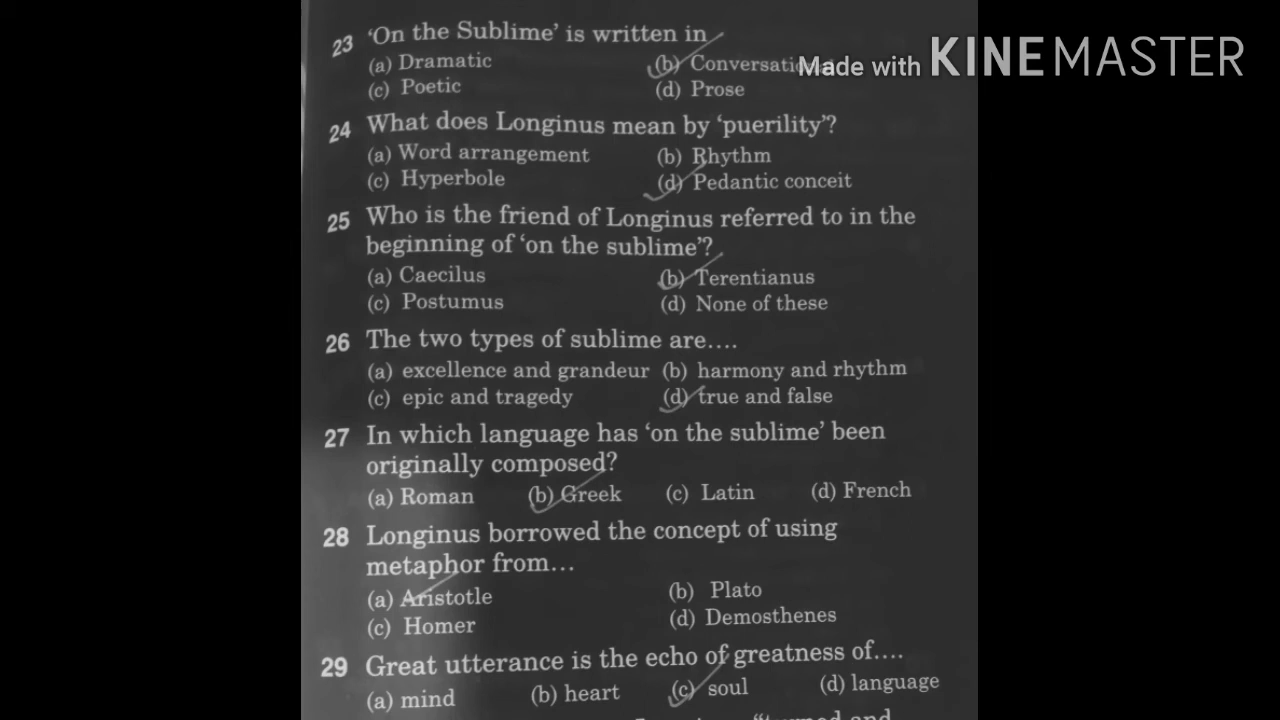 Made with KINEMASTER
23 ‘On the Sublime’ is written in
(a) Dramatic (b)
(c) Poetic (d) Prose
24 What does Longinus mean by ‘puerility’?
(a) Word arrangement (b) Rhythm
(c) Hyperbole (d) Pedantic conceit
25 Who is the friend of Longinus referred to in the
beginning of ‘on the sublime’?
(a) Caecilus (b) Terentianus
(c) Postumus (d) None of these
26 The two types of sublime are....
(a) excellence and grandeur (b) harmony and rhythm
(c) epic and tragedy (d) true and false
27 In which language has ‘on the sublime’ been
originally composed?
(a) Roman (b) Greek (c) Latin (d) French
28 Longinus borrowed the concept of using
metaphor from...
(a) Aristotle (b) Plato
(c) Homer (d) Demosthenes
29 Great utterance is the echo of greatness of....
(a) mind (b) heart (c) soul (d) language